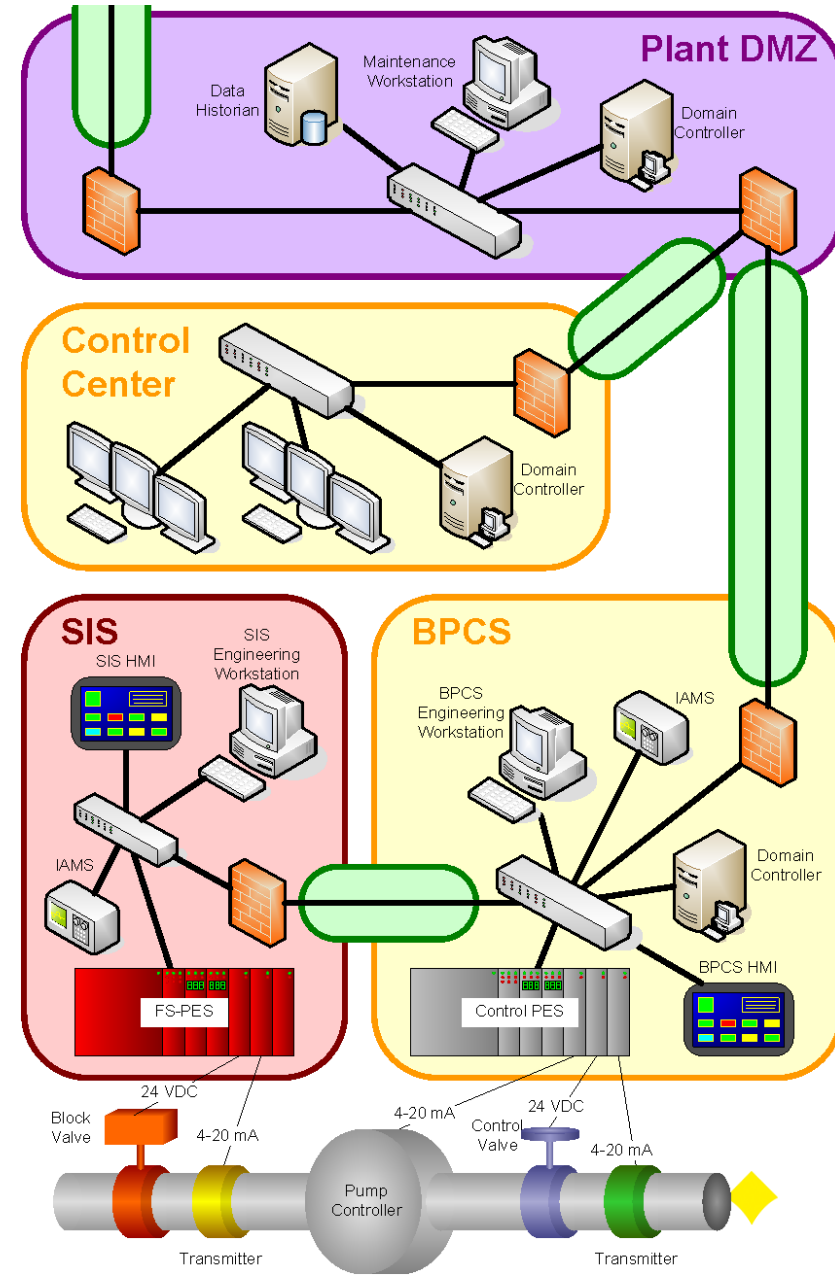 Plant DMZ
Data
Historian
Maintenance
Workstation
Domain
Controller
Control
Center
Domain
Controller
SIS
SIS HMI
SIS
Engineering
Workstation
IAMS
FS-PES
BPCS
BPCS
Engineering
Workstation
IAMS
Domain
Controller
BPCS HMI
Control PES
24 VDC
Block
Valve
4-20 mA
4-20 mA
24 VDC
Control
Valve
4-20 mA
Pump
Controller
Transmitter
Transmitter